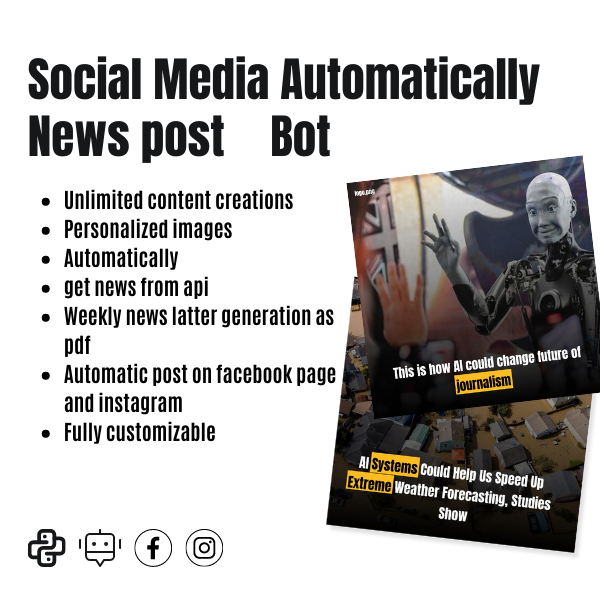 Social Media Automatically
News post Bot
Unlimited content creations
Personalized images
Automatically
get news from api
Weekly news latter generation as
pdf
Automatic post on facebook page
and instagram
Fully customizable
logo.png
This is how AI could change future of
journalism
AI Systems Could Help Us Speed Up
Extreme Weather Forecasting, Studies
Show